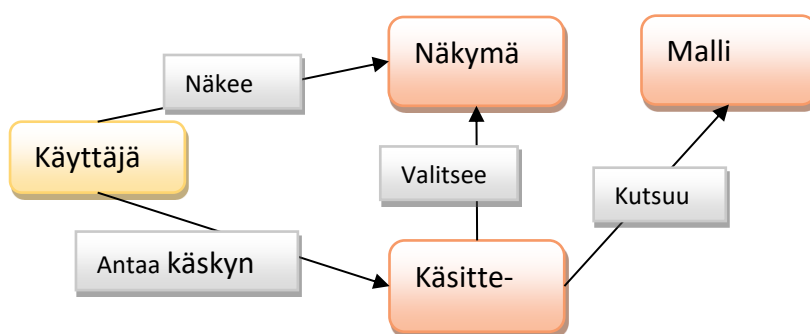 Näkymä
Malli
Näkee
Käyttäjä
Valitsee
Kutsuu
Antaa käskyn
Käsitte-